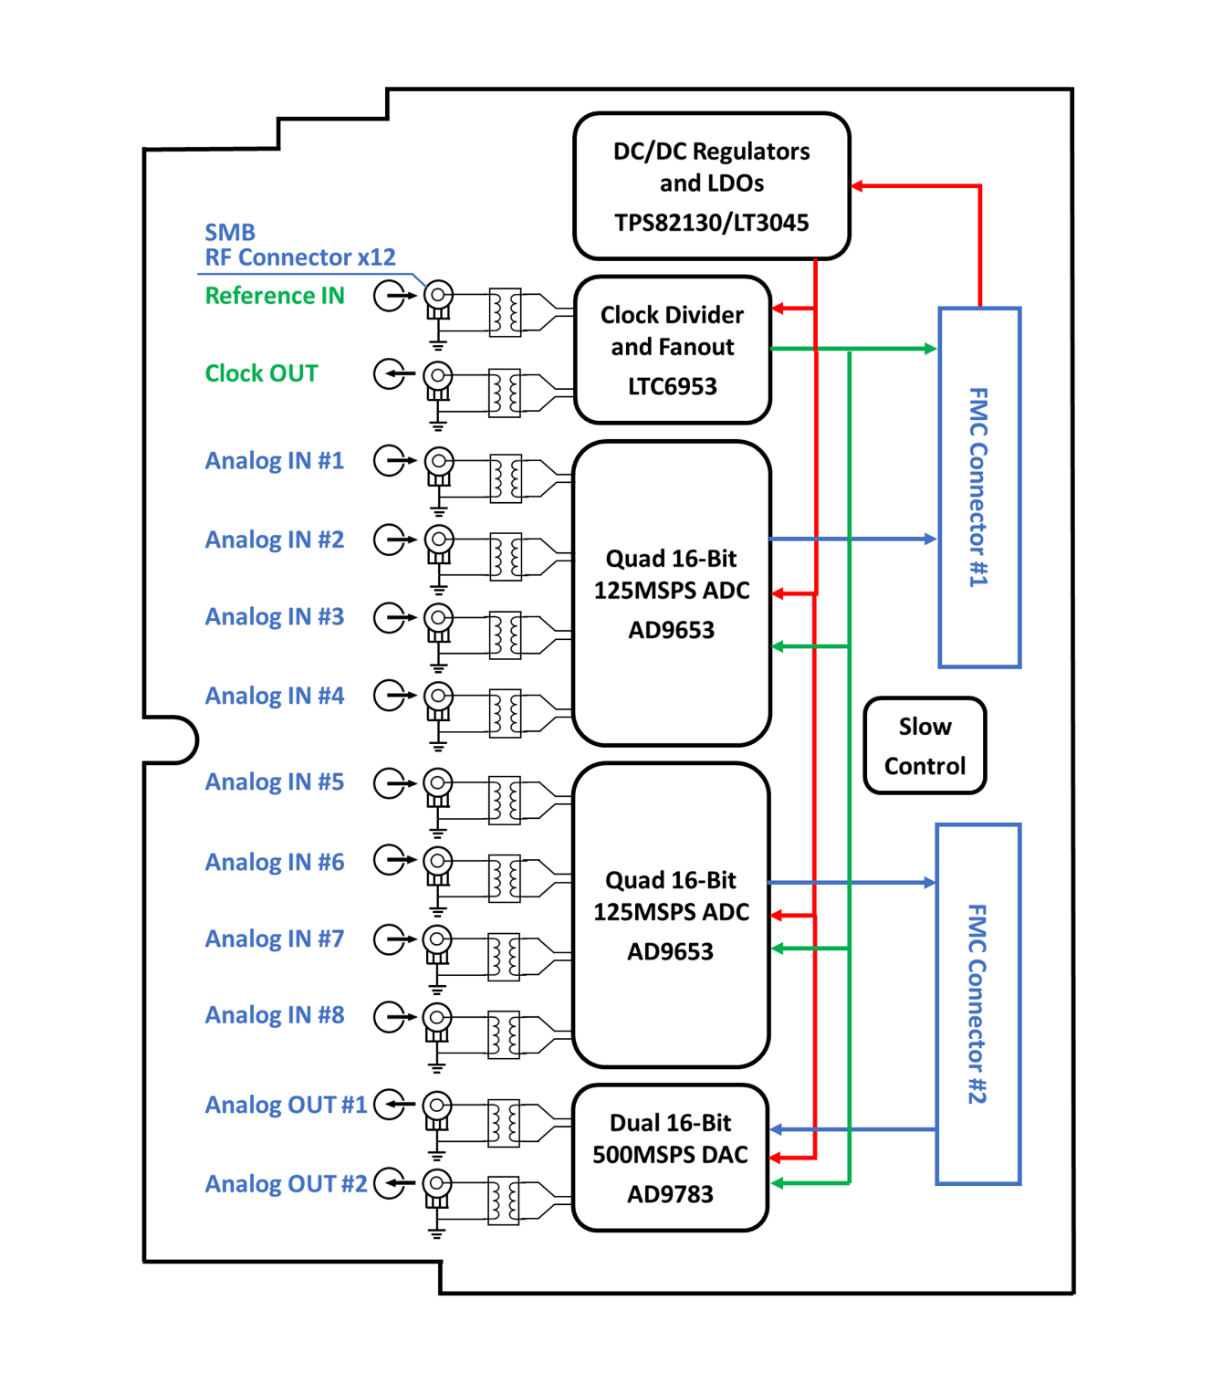 DC/DC Regulators
and LDOs
TPS82130/LT3045
SMB
RF Connector x12
Reference IN
Clock OUT
Clock Divider
and Fanout
LTC6953
FMC Connector #1
Analog IN #1
Analog IN #2
Analog IN #3
Analog IN #4
Quad 16-Bit
125MSPS ADC
AD9653
Slow
Control
Analog IN #5
Analog IN #6
Analog IN #7
Analog IN #8
Quad 16-Bit
125MSPS ADC
AD9653
FMC Connector #2
Analog OUT #1
Analog OUT #2
Dual 16-Bit
500MSPS DAC
AD9783